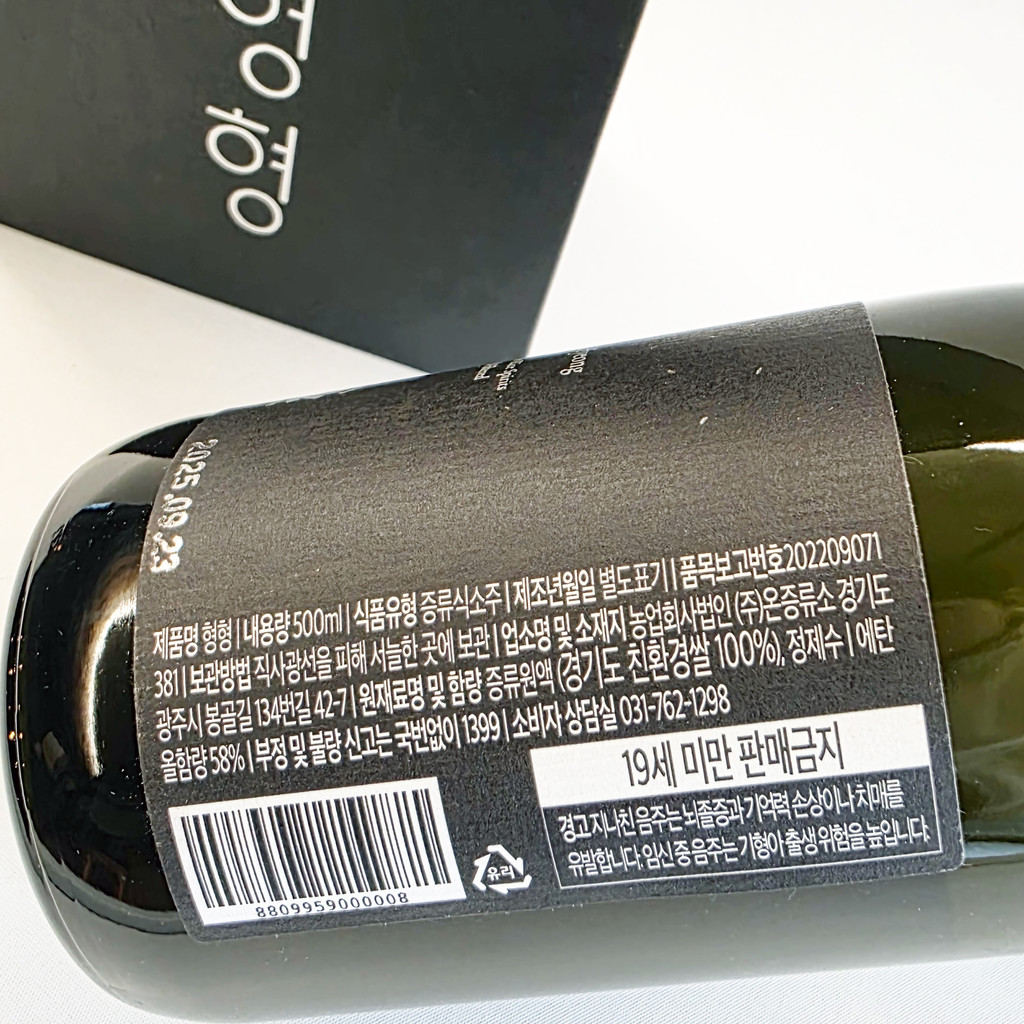 2025.09.23
제품명 형형 | 내용량 500ml | 식품유형 증류식소주 | 제조년월일 별도표기 | 품목보고번호202209071
381 | 보관방법 직사광선을 피해 서늘한 곳에 보관 | 업소명 및 소재지 농업회사법인 (주)온증류소 경기도
광주시 봉골길 134번길 42-7 | 원재료명 및 함량 증류원액 (경기도 친환경쌀 100%), 정제수 | 에탄
올함량 58% | 부정 및 불량 신고는 국번없이 1399 | 소비자 상담실 031-762-1298
19세 미만 판매금지
경고:지나친 음주는 뇌졸중과 기억력 손상이나 치매를
유발합니다. 임신 중 음주는 기형아 출생 위험을 높입니다.
유리
8809959000008